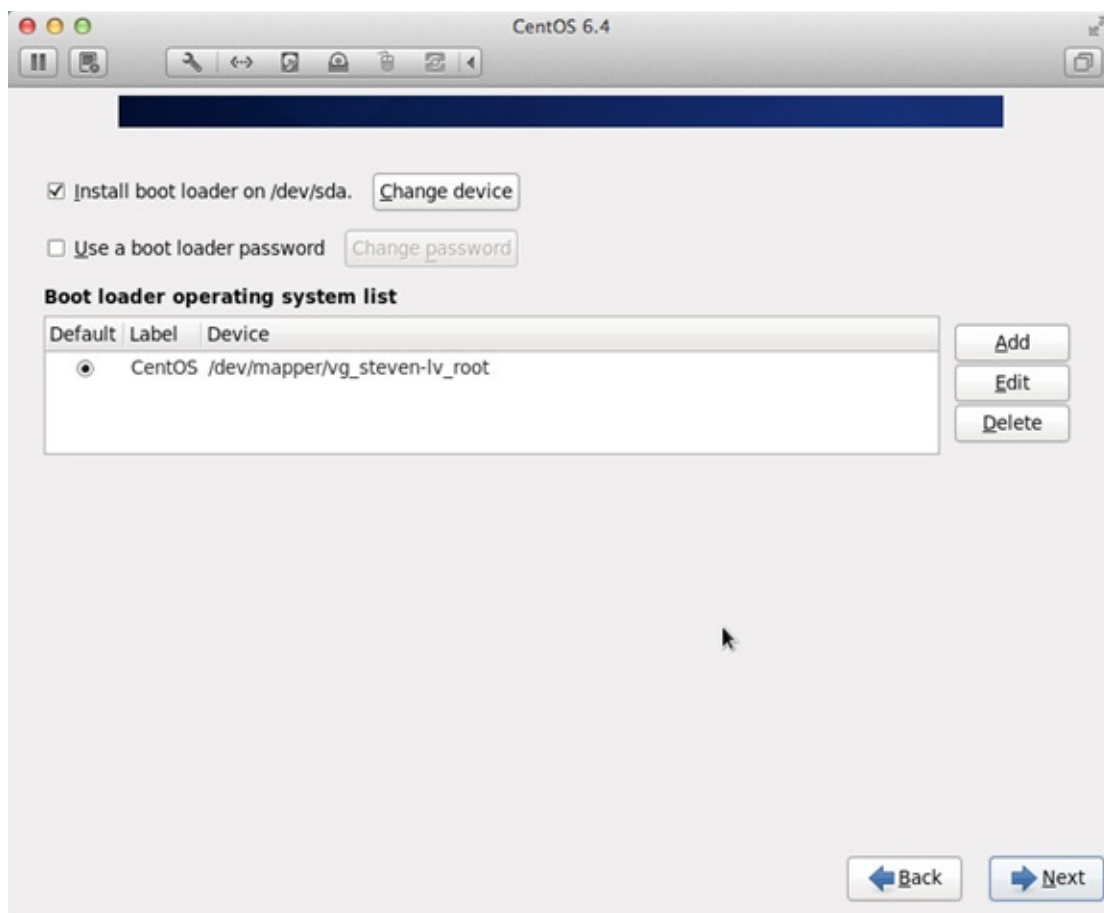 CentOS 6.4
Install boot loader on /dev/sda. Change device
Use a boot loader password Change password
Boot loader operating system list
Default Label Device
CentOS /dev/mapper/vg_steven-lv_root
Add
Edit
Delete
Back Next